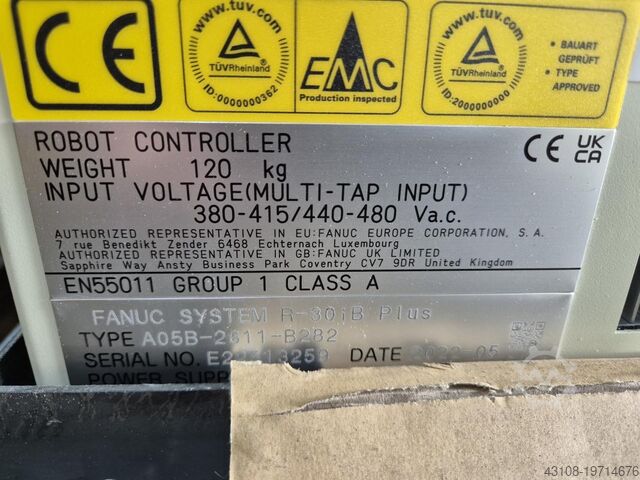 CE
www.tuv.com
TÜVRheinland
ID:0000000362
EMC
Production inspected
www.tuv.com
TÜVRheinland
ID:2000000000
• BAUART
GEPRÜFT
• TYPE
APPROVED
ROBOT CONTROLLER
CE UK
CA
WEIGHT 120 kg
INPUT VOLTAGE(MULTI-TAP INPUT)
380-415/440-480 Va.c.
AUTHORIZED REPRESENTATIVE IN EU:FANUC EUROPE CORPORATION, S. A.
7 rue Benedikt Zender 6468 Echternach Luxembourg
AUTHORIZED REPRESENTATIVE IN GB:FANUC UK LIMITED
Sapphire Way Ansty Business Park Coventry CV7 9DR United Kingdom
EN55011 GROUP 1 CLASS A
FANUC SYSTEM R-30iB Plus
TYPE A05B-2611-B282
SERIAL NO. DATE 2022-05
POWER SUPP
43108-19714676